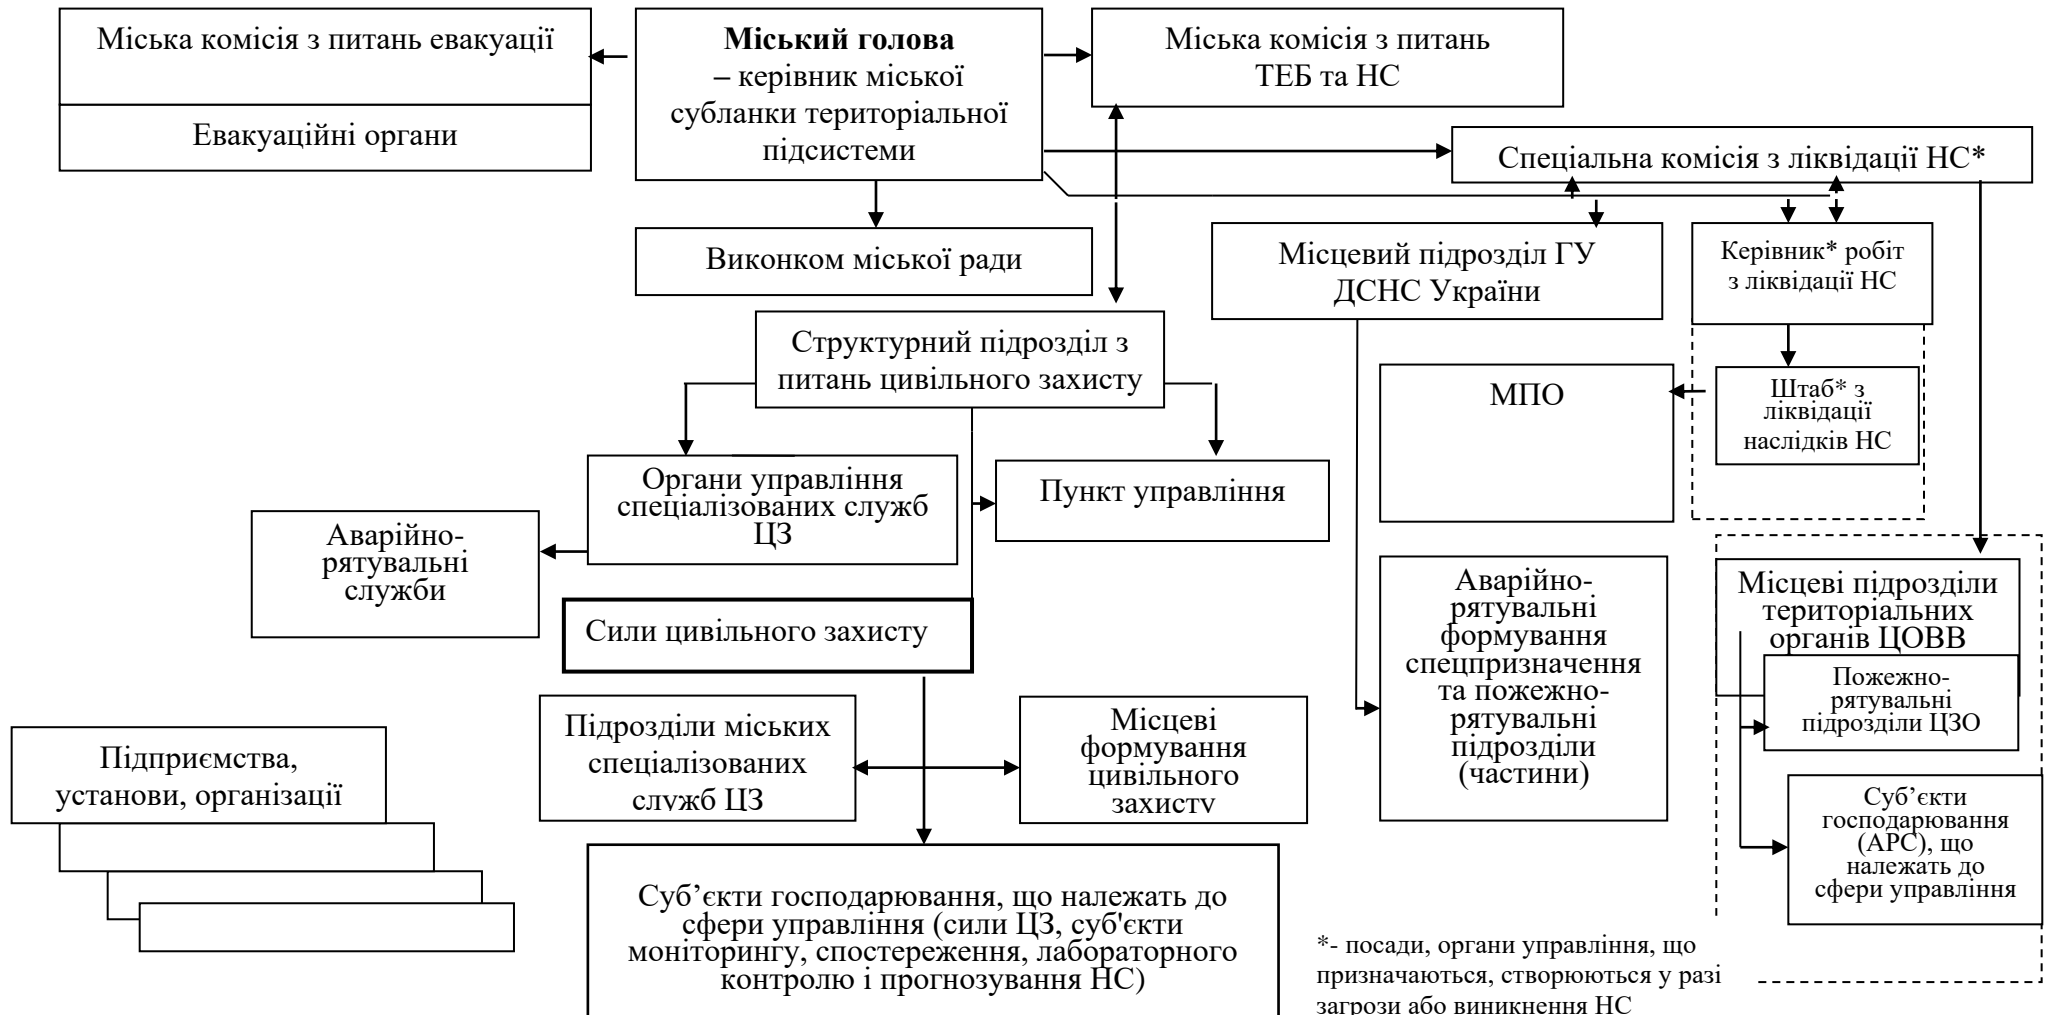 Міська комісія з питань евакуації
Евакуаційні органи
Міський голова
– керівник міської
субланки територіальної
підсистеми
Міська комісія з питань
ТЕБ та НС
Спеціальна комісія з ліквідації НС*
Виконком міської ради
Місцевий підрозділ ГУ
ДСНС України
Керівник* робіт
з ліквідації НС
Структурний підрозділ з
питань цивільного захисту
МПО
Штаб* з
ліквідації
наслідків НС
Органи управління
спеціалізованих служб
ЦЗ
Пункт управління
Аварійно-
рятувальні
служби
Сили цивільного захисту
Аварійно-
рятувальні
формування
спецпризначення
та пожежно-
рятувальні
підрозділи
(частини)
Місцеві підрозділи
територіальних
органів ЦОВВ
Пожежно-
рятувальні
підрозділи ЦЗО
Підрозділи міських
спеціалізованих
служб ЦЗ
Місцеві
формування
цивільного
захисту
Підприємства,
установи, організації
Суб’єкти
господарювання
(АРС), що
належать до
сфери управління
Суб’єкти господарювання, що належать до
сфери управління (сили ЦЗ, суб'єкти
моніторингу, спостереження, лабораторного
контролю і прогнозування НС)
*- посади, органи управління, що
призначаються, створюються у разі
загрози або виникнення НС